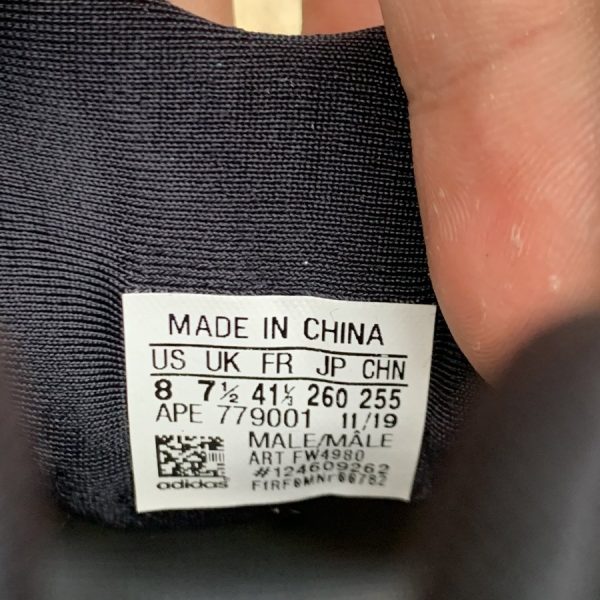 MADE IN CHINA
US UK FR JP CHN
8 7½ 41⅓ 260 255
APE 779001 11/19
MALE/MÂLE
ART FW4980
#124609262
adidas